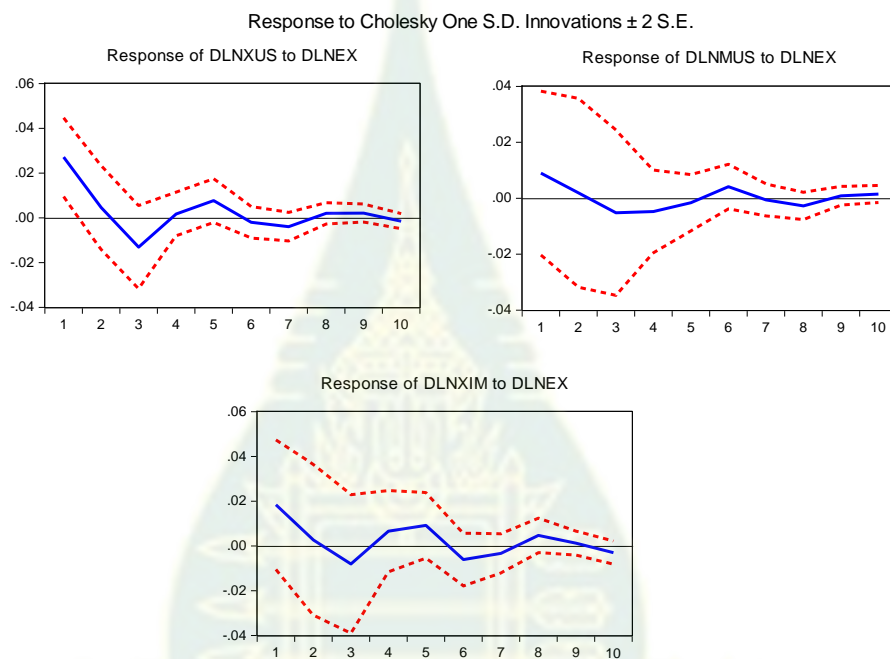 Response to Cholesky One S.D. Innovations ± 2 S.E.
Response of DLNXUS to DLNEX
.06
.04
.02
.00
-.02
-.04
1 2 3 4 5 6 7 8 9 10
Response of DLNMUS to DLNEX
.04
.02
.00
-.02
-.04
1 2 3 4 5 6 7 8 9 10
Response of DLNXIM to DLNEX
.06
.04
.02
.00
-.02
-.04
1 2 3 4 5 6 7 8 9 10